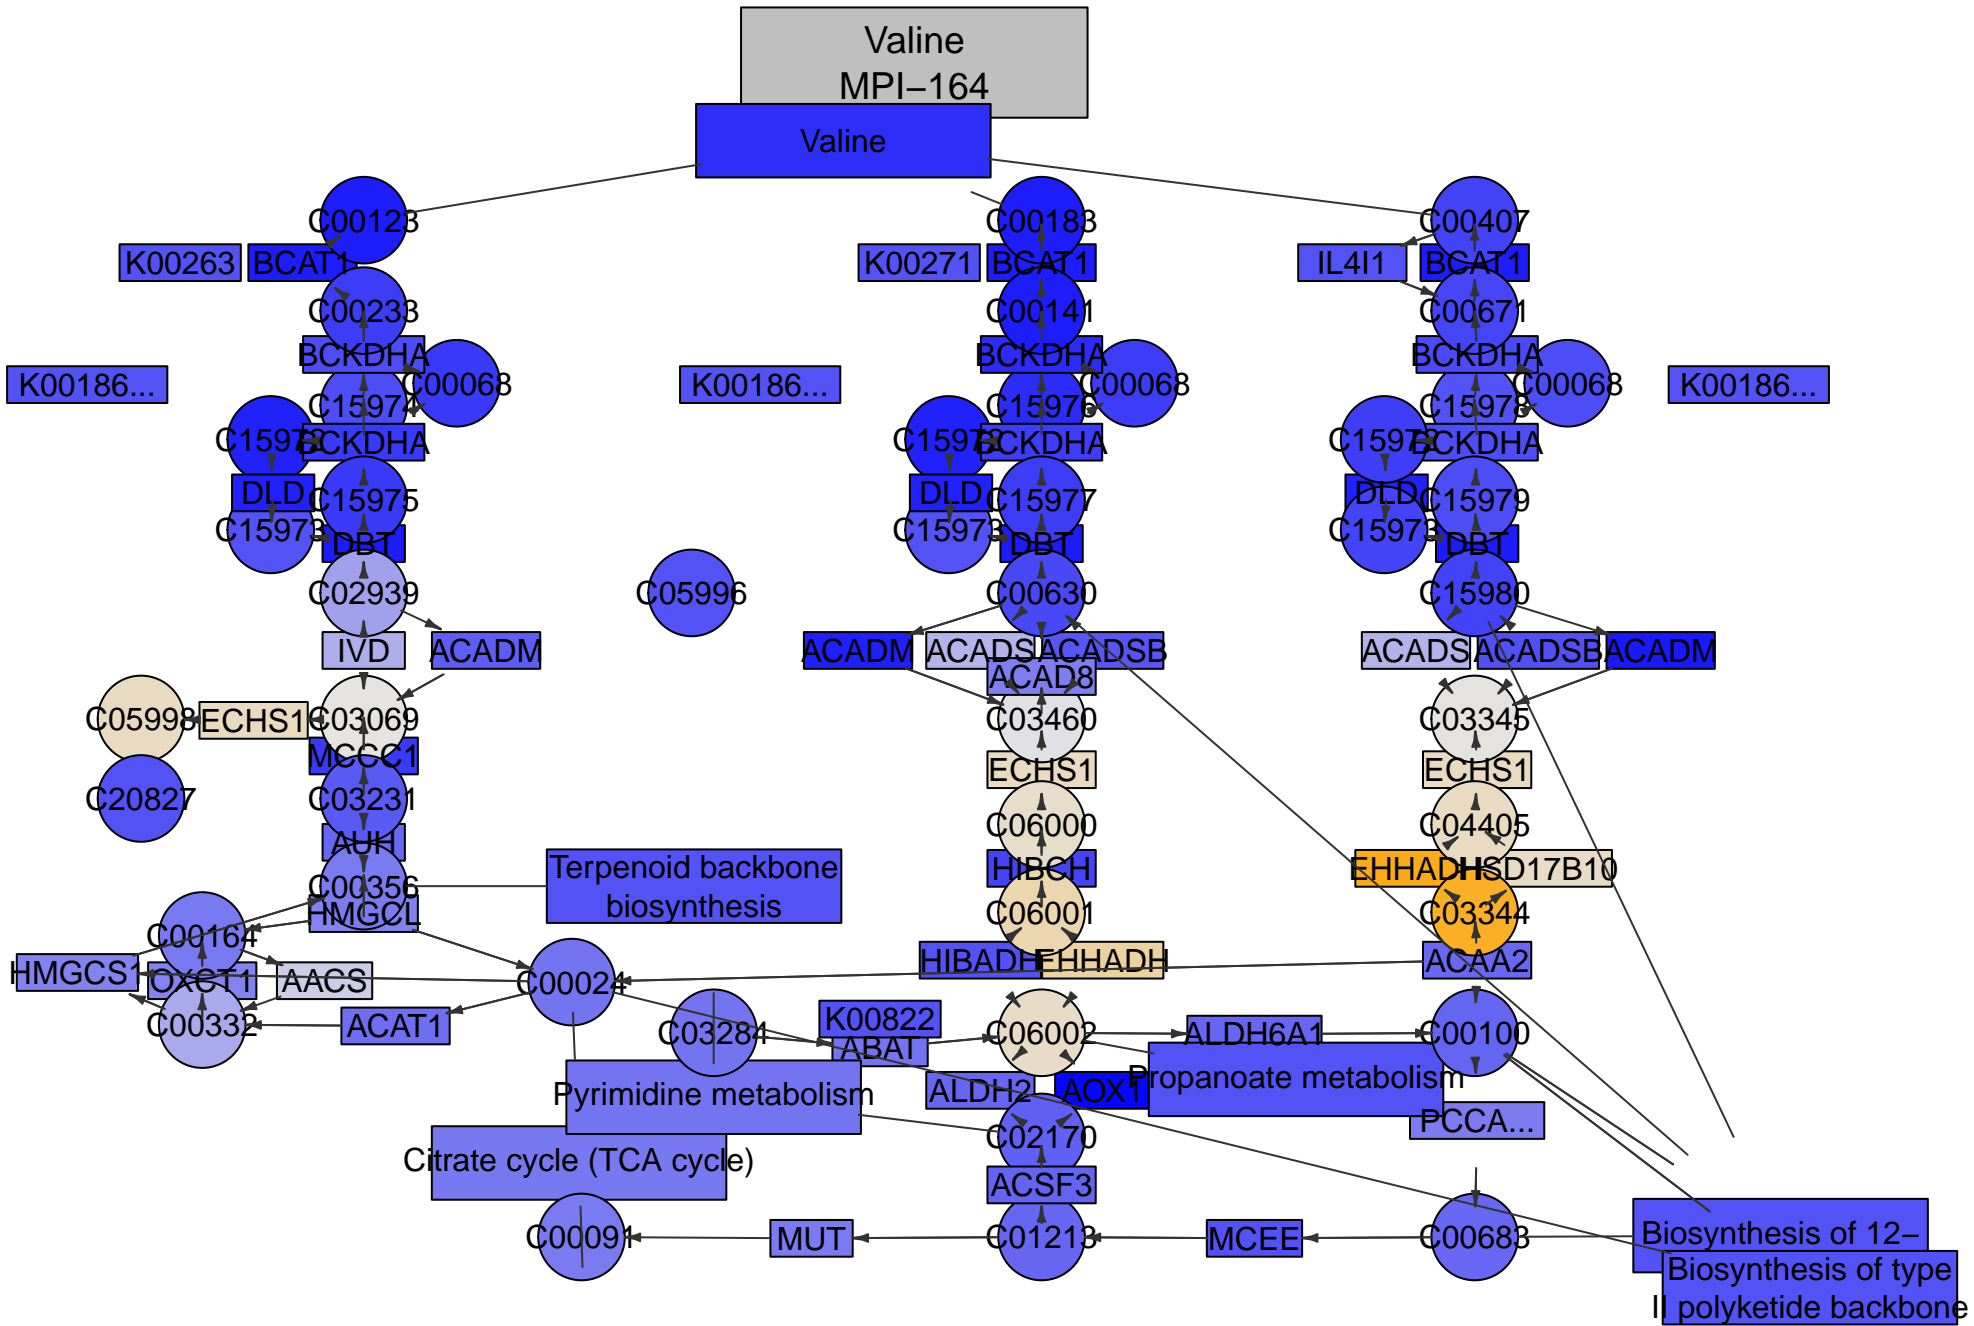 Valine
MPI−164
Valine
C00123
C00183
C00407
K00263
BCAT1
K00271
BCAT1
IL4I1
BCAT1
C00233
C00141
C00671
BCKDHA
BCKDHA
BCKDHA
K00186...
C15974
C00068
K00186...
C15976
C00068
C15978
C00068
K00186...
C15972
BCKDHA
C15972
BCKDHA
C15972
BCKDHA
DLD
C15975
DLD
C15977
DLD
C15979
C15973
DBT
C15973
DBT
C15973
DBT
C02939
C05996
C00630
C15980
IVD
ACADM
ACADM
ACADS
ACADSB
ACADS
ACADSB
ACADM
ACAD8
C05998
ECHS1
C03069
C03460
C03345
MCCC1
ECHS1
ECHS1
C20827
C03231
C06000
C04405
AUH
Terpenoid backbone
biosynthesis
HIBCH
EHHADH
HSD17B10
C00356
HMGCL
C06001
C03344
C00164
HMGCS1
OXCT1
AACS
C00024
HIBADH
EHHADH
ACAA2
C00332
ACAT1
C03284
K00822
ABAT
C06002
ALDH6A1
C00100
Pyrimidine metabolism
ALDH2
AOX1
Propanoate metabolism
PCCA...
C02170
Citrate cycle (TCA cycle)
ACSF3
C00091
MUT
C01213
MCEE
C00683
Biosynthesis of 12−
Biosynthesis of type
II polyketide backbone